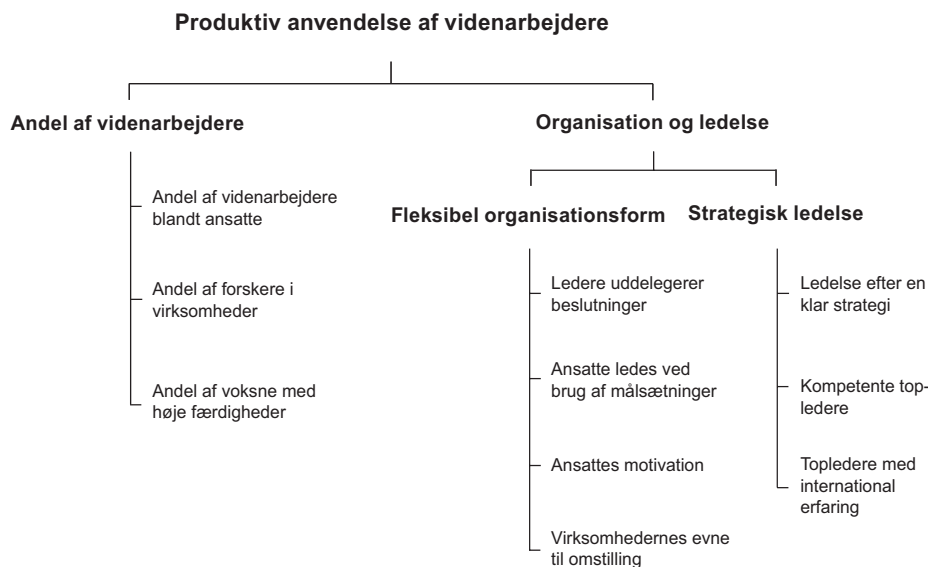 Produktiv anvendelse af videnarbejdere
Andel af videnarbejdere
Andel af videnarbejdere
blandt ansatte
Andel af forskere i
virksomheder
Andel af voksne med
høje færdigheder
Organisation og ledelse
Fleksibel organisationsform
Ledere uddelegerer
beslutninger
Ansatte ledes ved
brug af målsætninger
Ansattes motivation
Virksomhedernes evne
til omstilling
Strategisk ledelse
Ledelse efter en
klar strategi
Kompetente top-
ledere
Topledere med
international
erfaring